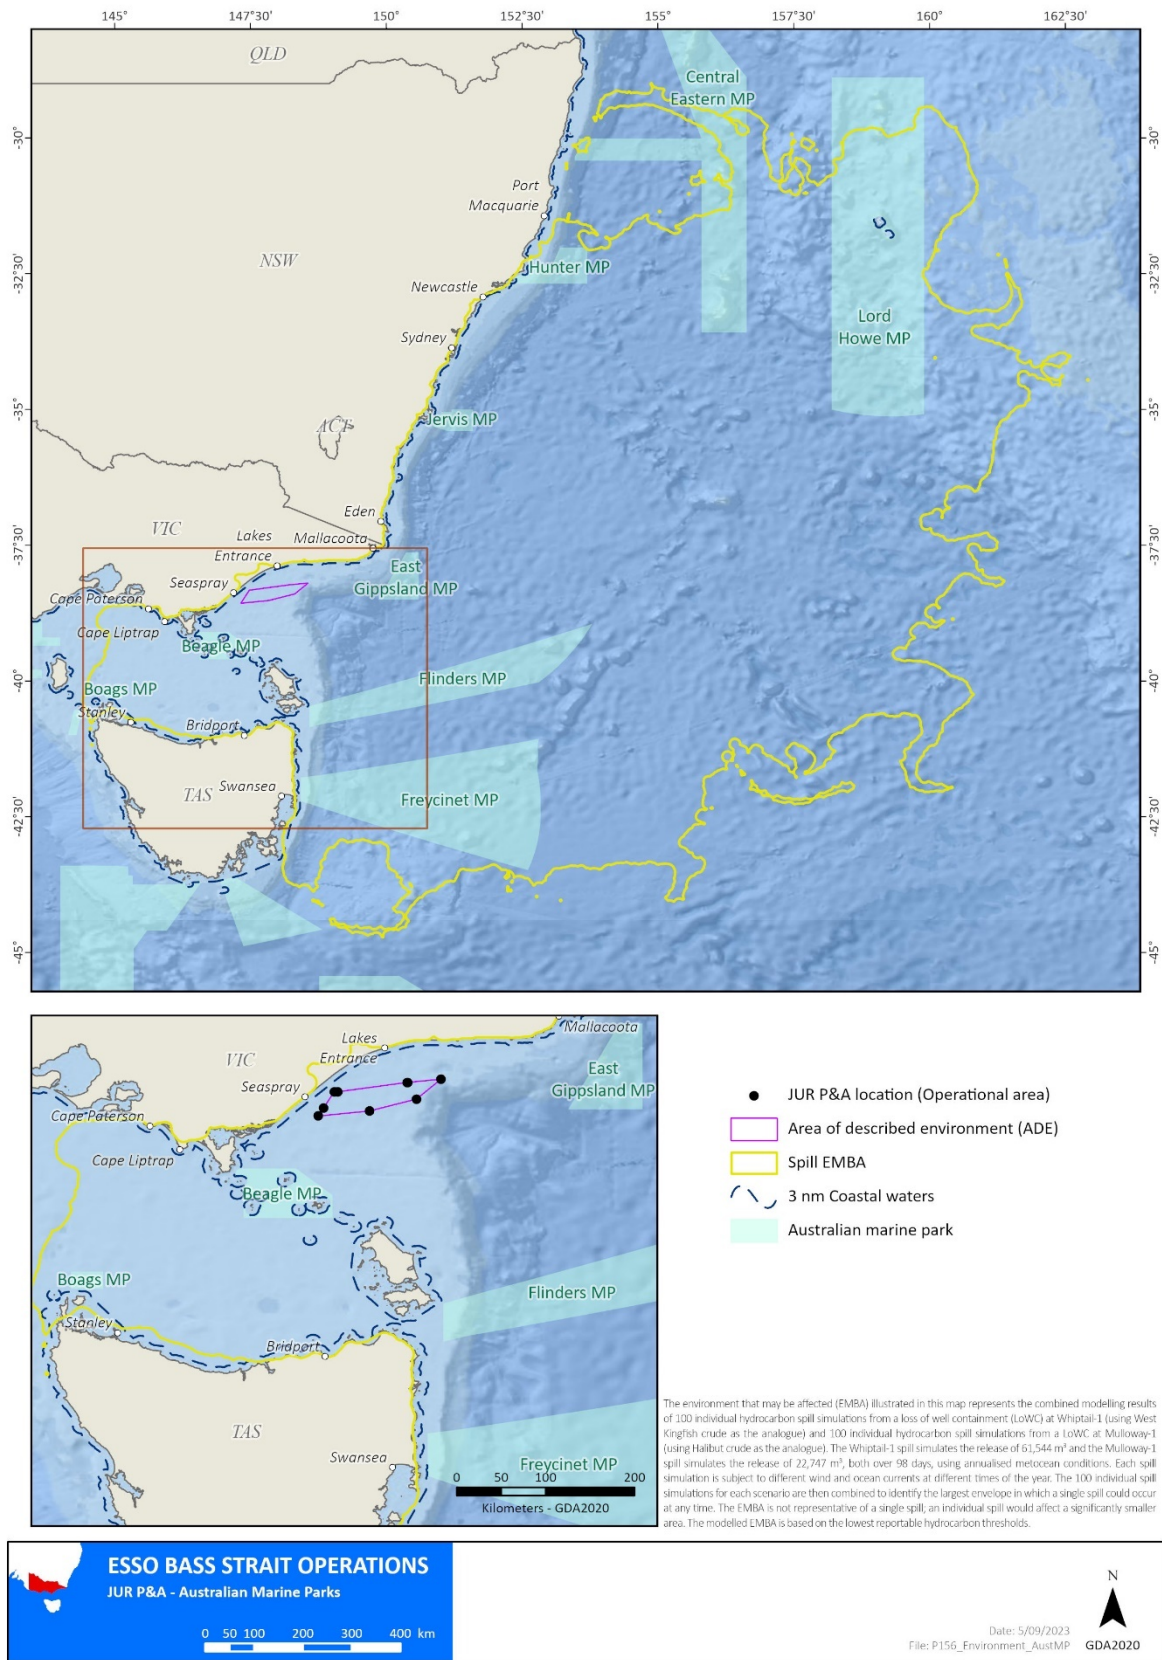 145°
147°30'
150°
152°30'
155°
157°30'
160°
162°30'
QLD
Central
Eastern MP
-30°
-30°
Port
Macquarie
NSW
Hunter MP
-32°30'
-32°30'
Newcastle
Lord
Howe MP
Sydney
-35°
-35°
Jervis MP
ACT
Eden
VIC
Lakes
Entrance
Mallacoota
-37°30'
-37°30'
East
Gippsland MP
Seaspray
Cape Paterson
Cape Liptrap
Beagle MP
-40°
-40°
Flinders MP
Boags MP
Stanley
Bridport
TAS
Swansea
Freycinet MP
-42°30'
-42°30'
-45°
-45°
Mallacoota
Lakes
Entrance
VIC
East
Gippsland MP
Seaspray
Cape Paterson
Cape Liptrap
Beagle MP
Boags MP
Flinders MP
Stanley
Bridport
TAS
Swansea
Freycinet MP
0 50 100 200
Kilometers - GDA2020
JUR P&A location (Operational area)
Area of described environment (ADE)
Spill EMBA
3 nm Coastal waters
Australian marine park
The environment that may be affected (EMBA) illustrated in this map represents the combined modelling results
of 100 individual hydrocarbon spill simulations from a loss of well containment (LoWC) at Whiptail-1 (using West
Kingfish crude as the analogue) and 100 individual hydrocarbon spill simulations from a LoWC at Mulloway-1
(using Halibut crude as the analogue). The Whiptail-1 spill simulates the release of 61,544 m³ and the Mulloway-1
spill simulates the release of 22,747 m³, both over 98 days, using annualised metocean conditions. Each spill
simulation is subject to different wind and ocean currents at different times of the year. The 100 individual spill
simulations for each scenario are then combined to identify the largest envelope in which a single spill could occur
at any time. The EMBA is not representative of a single spill; an individual spill would affect a significantly smaller
area. The modelled EMBA is based on the lowest reportable hydrocarbon thresholds.
ESSO BASS STRAIT OPERATIONS
JUR P&A - Australian Marine Parks
0 50 100 200 300 400 km
N
Date: 5/09/2023
File: P156_Environment_AustMP
GDA2020